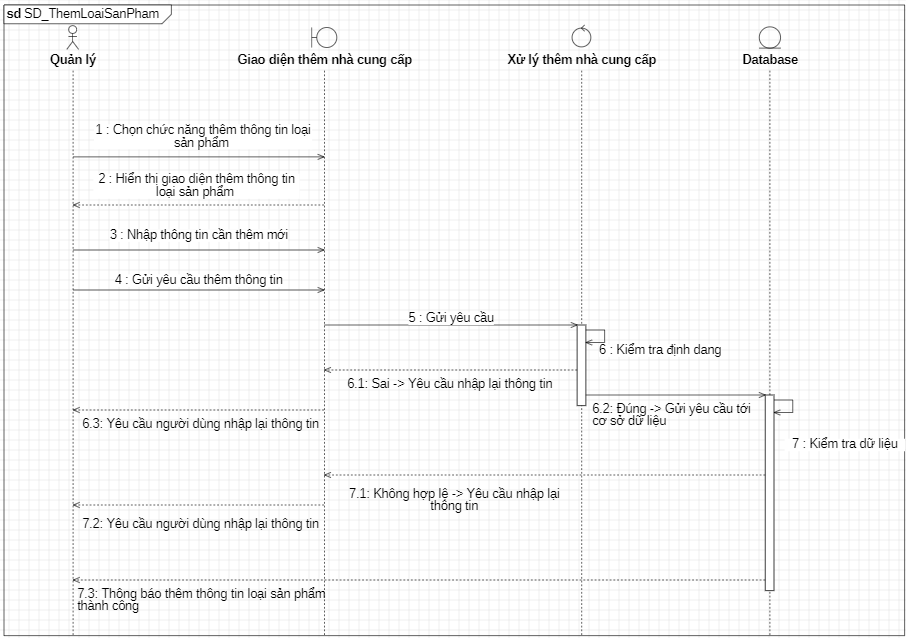 sd SD_ThemLoaiSanPham
Quản lý
Giao diện thêm nhà cung cấp
Xử lý thêm nhà cung cấp
Database
1 : Chọn chức năng thêm thông tin loại
sản phẩm
2 : Hiển thị giao diện thêm thông tin
loại sản phẩm
3 : Nhập thông tin cần thêm mới
4 : Gửi yêu cầu thêm thông tin
5 : Gửi yêu cầu
6 : Kiểm tra định dang
6.1: Sai -> Yêu cầu nhập lại thông tin
6.2: Đúng -> Gửi yêu cầu tới
cơ sở dữ liệu
6.3: Yêu cầu người dùng nhập lại thông tin
7 : Kiểm tra dữ liệu
7.1: Không hợp lệ -> Yêu cầu nhập lại
thông tin
7.2: Yêu cầu người dùng nhập lại thông tin
7.3: Thông báo thêm thông tin loại sản phẩm
thành công